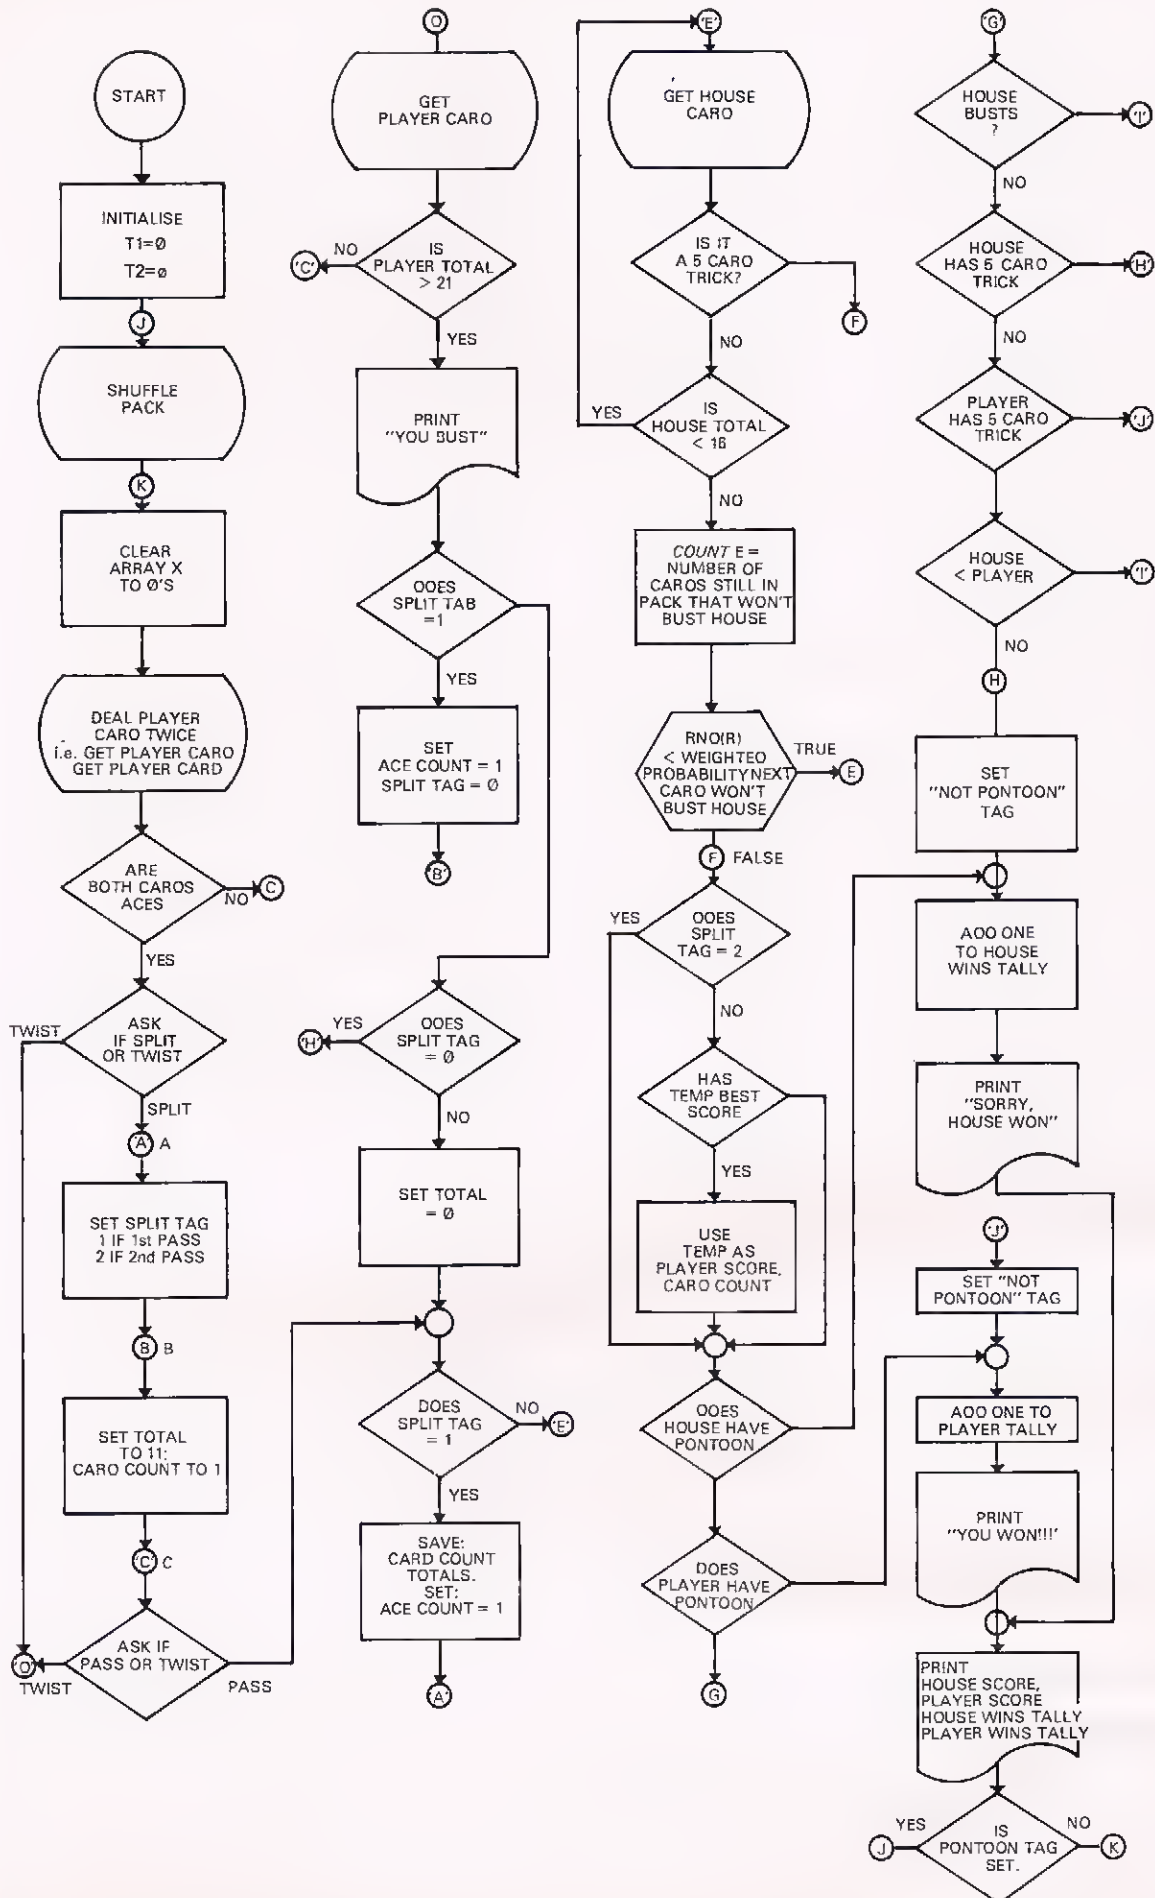 START
INITIALISE
T1=Ø
T2=Ø
J
SHUFFLE
PACK
K
CLEAR
ARRAY X
TO Ø'S
DEAL PLAYER
CARO TWICE
i.e. GET PLAYER CARO
GET PLAYER CARD
ARE
BOTH CAROS
ACES
NO
C
YES
ASK
IF SPLIT
OR TWIST
TWIST
SPLIT
'A' A
SET SPLIT TAG
1 IF 1st PASS
2 IF 2nd PASS
B B
SET TOTAL
TO 11:
CARO COUNT TO 1
'C' C
ASK IF
PASS OR TWIST
'O'
TWIST
PASS
O
GET
PLAYER CARO
IS
PLAYER TOTAL
> 21
NO
'C'
YES
PRINT
"YOU BUST"
OOES
SPLIT TAB
=1
YES
SET
ACE COUNT = 1
SPLIT TAG = Ø
'B'
OOES
SPLIT TAG
= Ø
YES
'H'
NO
SET TOTAL
= Ø
DOES
SPLIT TAG
= 1
NO
'E'
YES
SAVE:
CARD COUNT
TOTALS.
SET:
ACE COUNT = 1
'A'
'E'
GET HOUSE
CARO
IS IT
A 5 CARO
TRICK?
F
NO
IS
HOUSE TOTAL
< 16
YES
NO
COUNT E =
NUMBER OF
CAROS STILL IN
PACK THAT WON'T
BUST HOUSE
RNO(R)
< WEIGHTEO
PROBABILITY NEXT
CARO WON'T
BUST HOUSE
TRUE
E
F FALSE
OOES
SPLIT
TAG = 2
YES
NO
HAS
TEMP BEST
SCORE
YES
USE
TEMP AS
PLAYER SCORE,
CARO COUNT
OOES
HOUSE HAVE
PONTOON
DOES
PLAYER HAVE
PONTOON
G
'G'
HOUSE
BUSTS
?
'I'
NO
HOUSE
HAS 5 CARO
TRICK
'H'
NO
PLAYER
HAS 5 CARO
TRICK
'J'
HOUSE
< PLAYER
'I'
NO
H
SET
"NOT PONTOON"
TAG
AOO ONE
TO HOUSE
WINS TALLY
PRINT
"SORRY,
HOUSE WON"
'J'
SET "NOT
PONTOON" TAG
AOO ONE TO
PLAYER TALLY
PRINT
"YOU WON!!!'
PRINT
HOUSE SCORE,
PLAYER SCORE
HOUSE WINS TALLY
PLAYER WINS TALLY
IS
PONTOON TAG
SET.
YES
J
NO
K